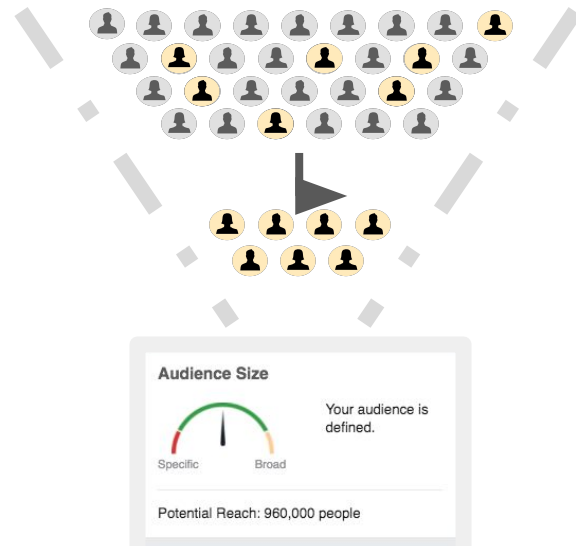 Audience Size
Your audience is
defined.
Specific
Broad
Potential Reach: 960,000 people